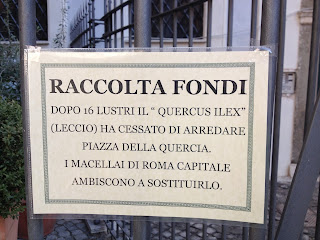 RACCOLTA FONDI
DOPO 16 LUSTRI IL " QUERCUS ILEX"
(LECCIO) HA CESSATO DI ARREDARE
PIAZZA DELLA QUERCIA.
I MACELLAI DI ROMA CAPITALE
AMBISCONO A SOSTITUIRLO.